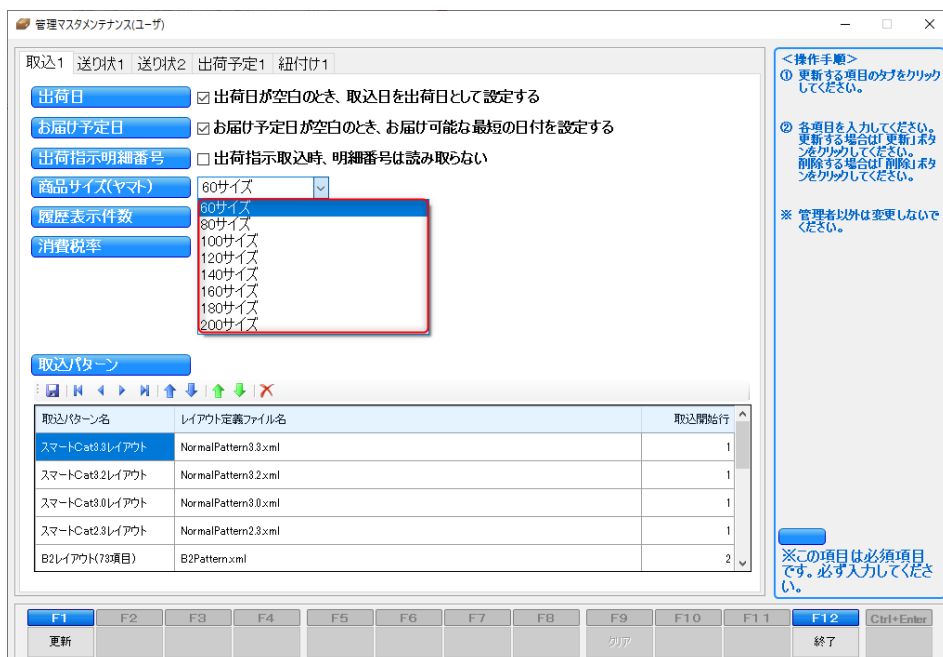 管理マスタメンテナンス(ユーザ)
取込1 送り状1 送り状2 出荷予定1 紐付け1
出荷日 出荷日が空白のとき、取込日を出荷日として設定する
お届け予定日 お届け予定日が空白のとき、お届け可能な最短の日付を設定する
出荷指示明細番号 出荷指示取込時、明細番号は読み取らない
商品サイズ(ヤマト) 60サイズ
履歴表示件数
消費税率
60サイズ
80サイズ
100サイズ
120サイズ
140サイズ
160サイズ
180サイズ
200サイズ
取込パターン
取込パターン名 レイアウト定義ファイル名 取込開始行
スマートCat3.3レイアウト NormalPattern3.3.xml 1
スマートCat3.2レイアウト NormalPattern3.2.xml 1
スマートCat3.0レイアウト NormalPattern3.0.xml 1
スマートCat2.3レイアウト NormalPattern2.3.xml 1
B2レイアウト(73項目) B2Pattern.xml 2
<操作手順>
① 更新する項目のタブをクリック
してください。
② 各項目を入力してください。
更新する場合は「更新」ボタ
ンをクリックしてください。
削除する場合は「削除」ボタ
ンをクリックしてください。
※ 管理者以外は変更しないで
ください。
※この項目は必須項目
です。必ず入力してくださ
い。
F1 F2 F3 F4 F5 F6 F7 F8 F9 F10 F11 F12 Ctrl+Enter
更新 クリア 終了